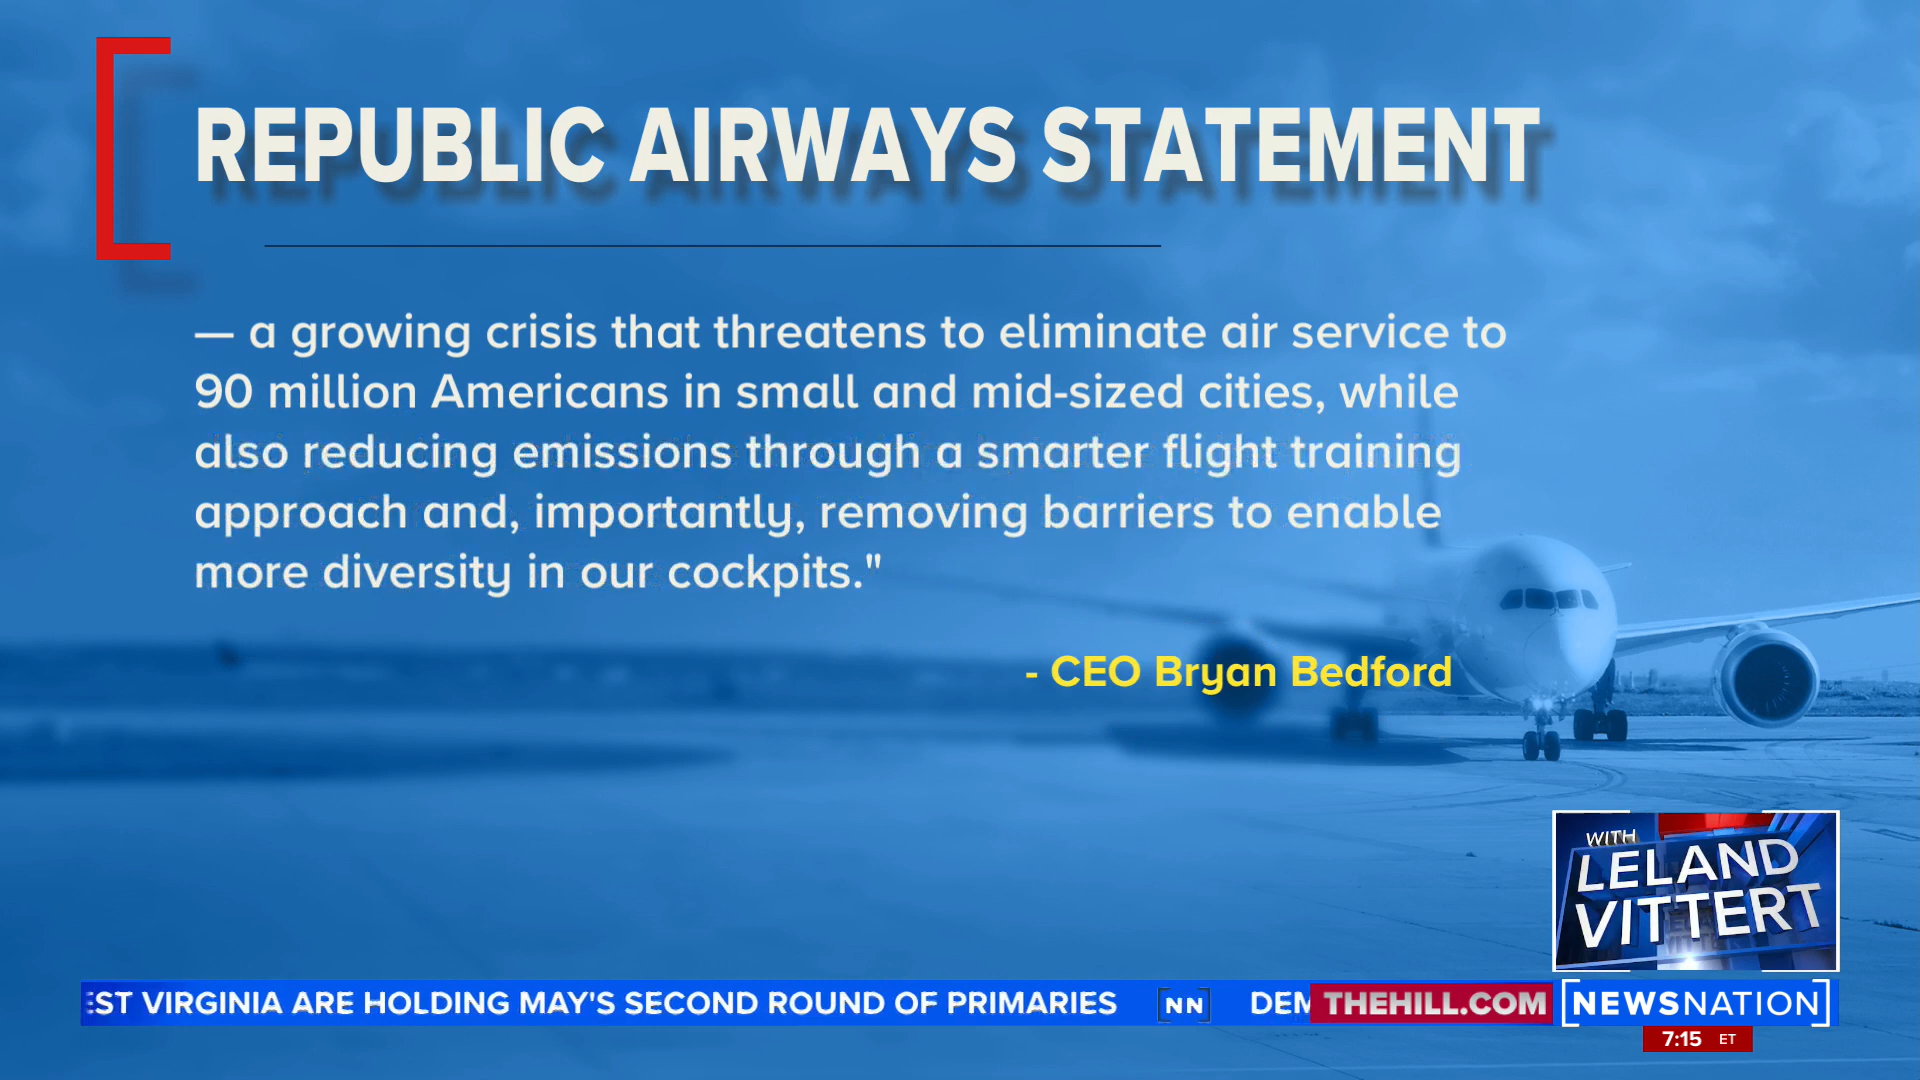 REPUBLIC AIRWAYS STATEMENT
— a growing crisis that threatens to eliminate air service to
90 million Americans in small and mid-sized cities, while
also reducing emissions through a smarter flight training
approach and, importantly, removing barriers to enable
more diversity in our cockpits."
- CEO Bryan Bedford
WITH
LELAND
VITTERT
EST VIRGINIA ARE HOLDING MAY'S SECOND ROUND OF PRIMARIES [NN] DEM
THEHILL.COM
[NEWSNATION]
7:15 ET